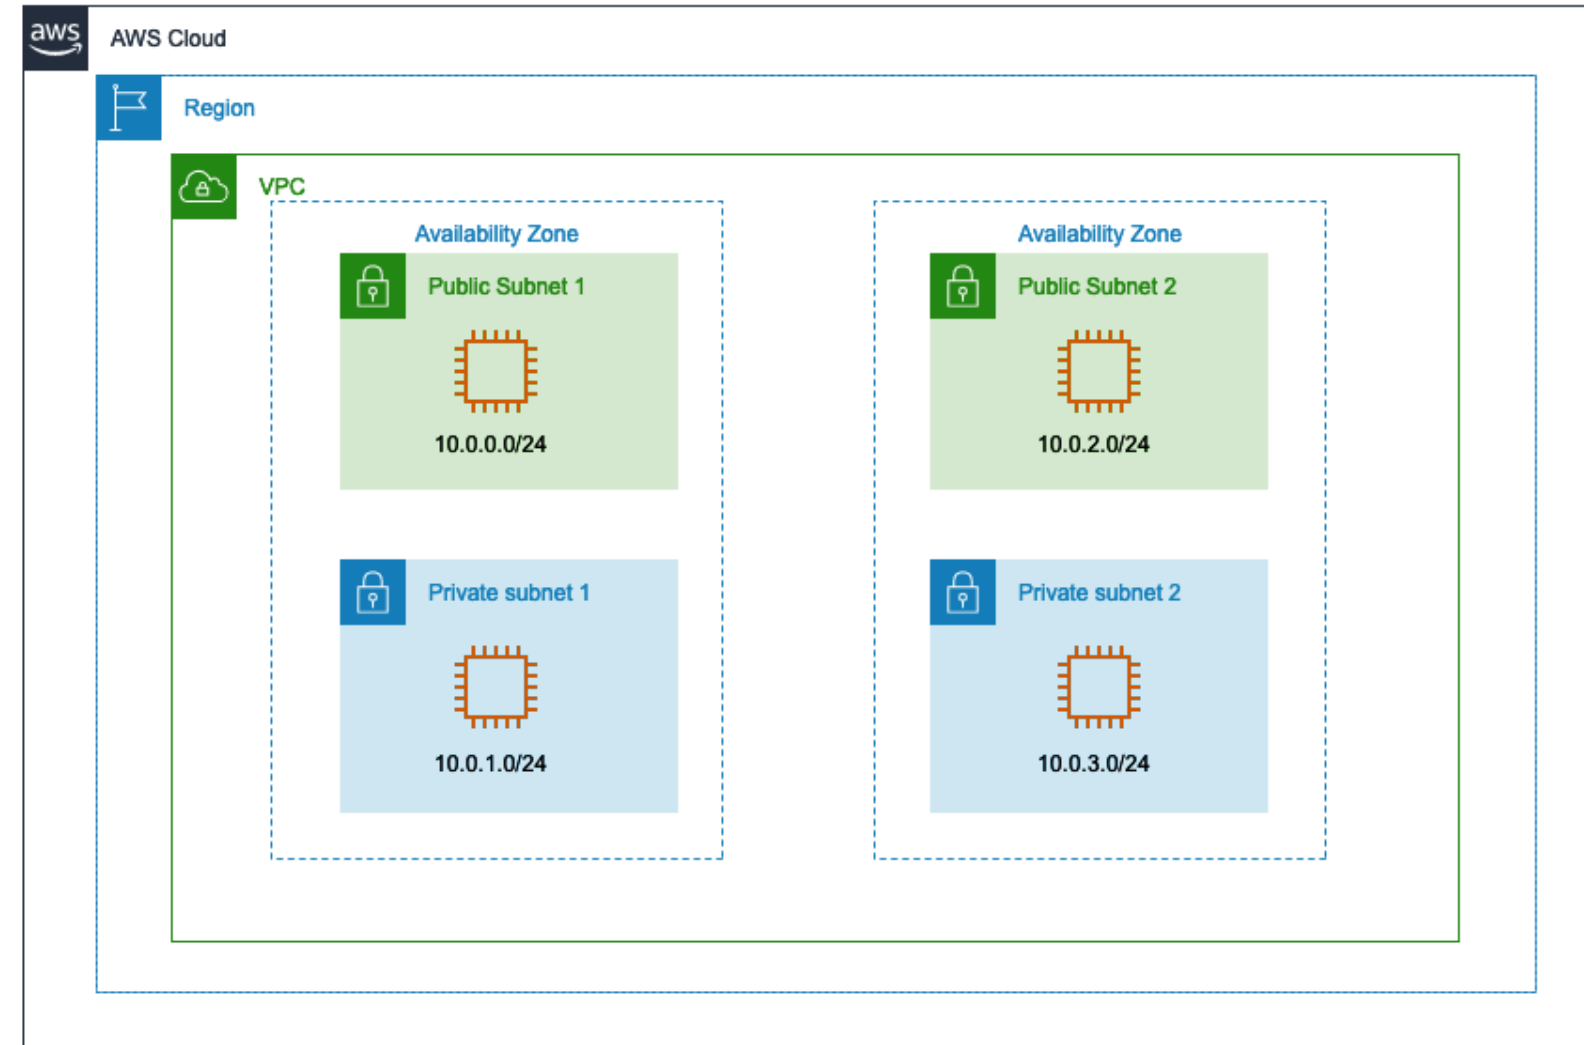 aws
AWS Cloud
Region
VPC
Availability Zone
Availability Zone
Public Subnet 1
Public Subnet 2
10.0.0.0/24
10.0.2.0/24
Private subnet 1
Private subnet 2
10.0.1.0/24
10.0.3.0/24